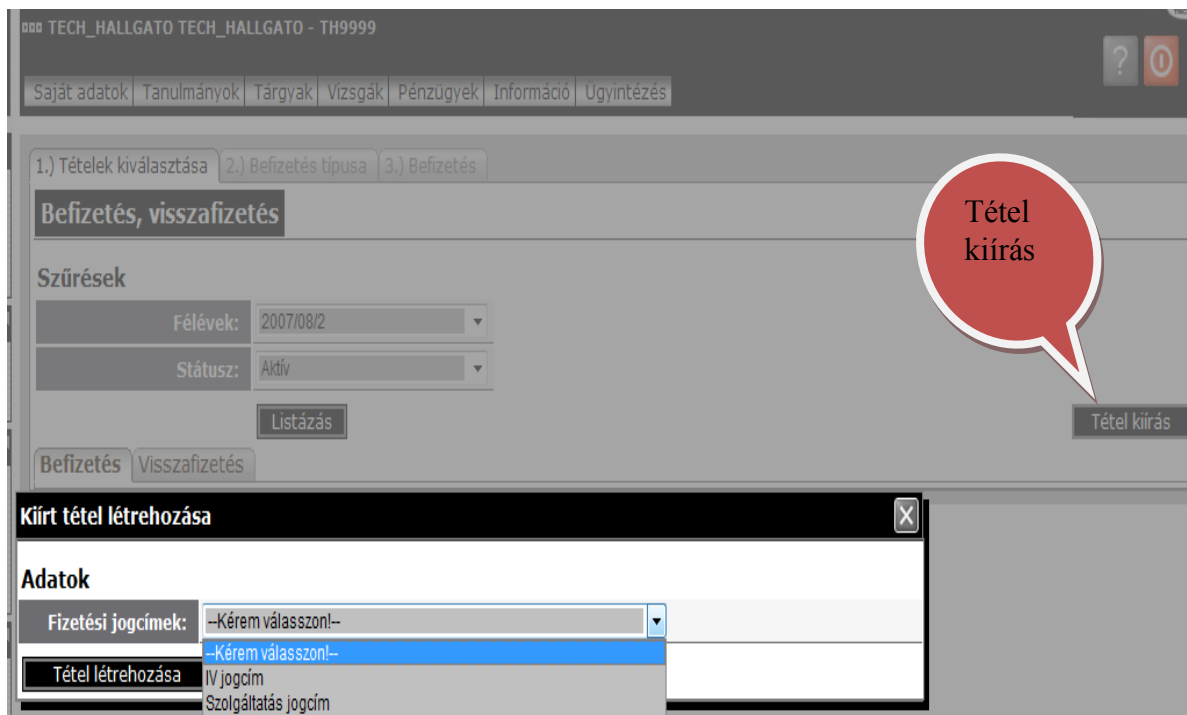 TECH_HALLGATO TECH_HALLGATO - TH9999
?
Saját adatok Tanulmányok Tárgyak Vizsgák Pénzügyek Információ Ügyintézés
1.) Tételek kiválasztása 2.) Befizetés típusa 3.) Befizetés
Befizetés, visszafizetés
Tétel
kiírás
Szűrések
Félévek: 2007/08/2
Státusz: Aktív
Listázás
Tétel kiírás
Befizetés Visszafizetés
Kiírt tétel létrehozása
Adatok
Fizetési jogcímek: --Kérem válasszon!--
--Kérem válasszon!--
Tétel létrehozása
IV jogcím
Szolgáltatás jogcím